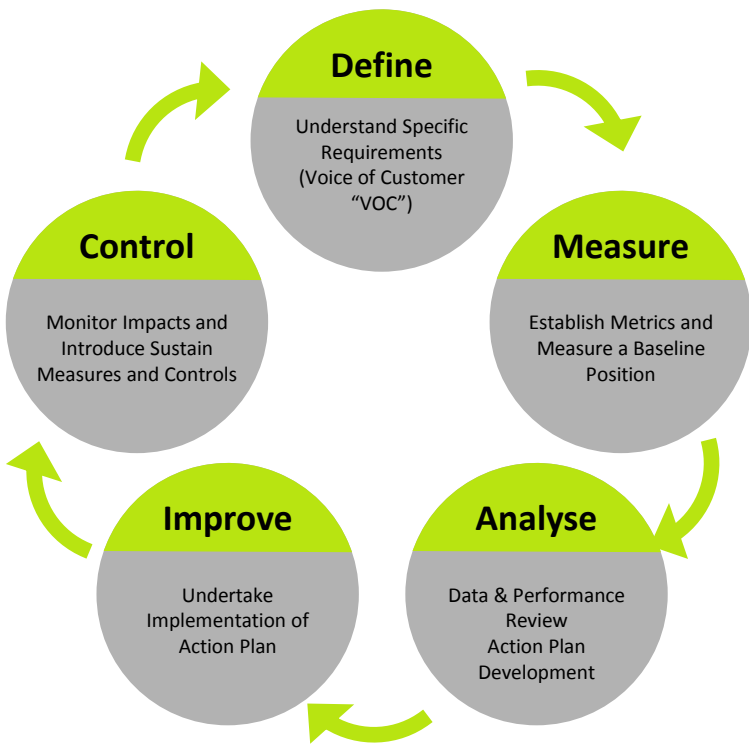 Define
Understand Specific
Requirements
(Voice of Customer
“VOC”)
Measure
Establish Metrics and
Measure a Baseline
Position
Analyse
Data & Performance
Review
Action Plan
Development
Improve
Undertake
Implementation of
Action Plan
Control
Monitor Impacts and
Introduce Sustain
Measures and Controls